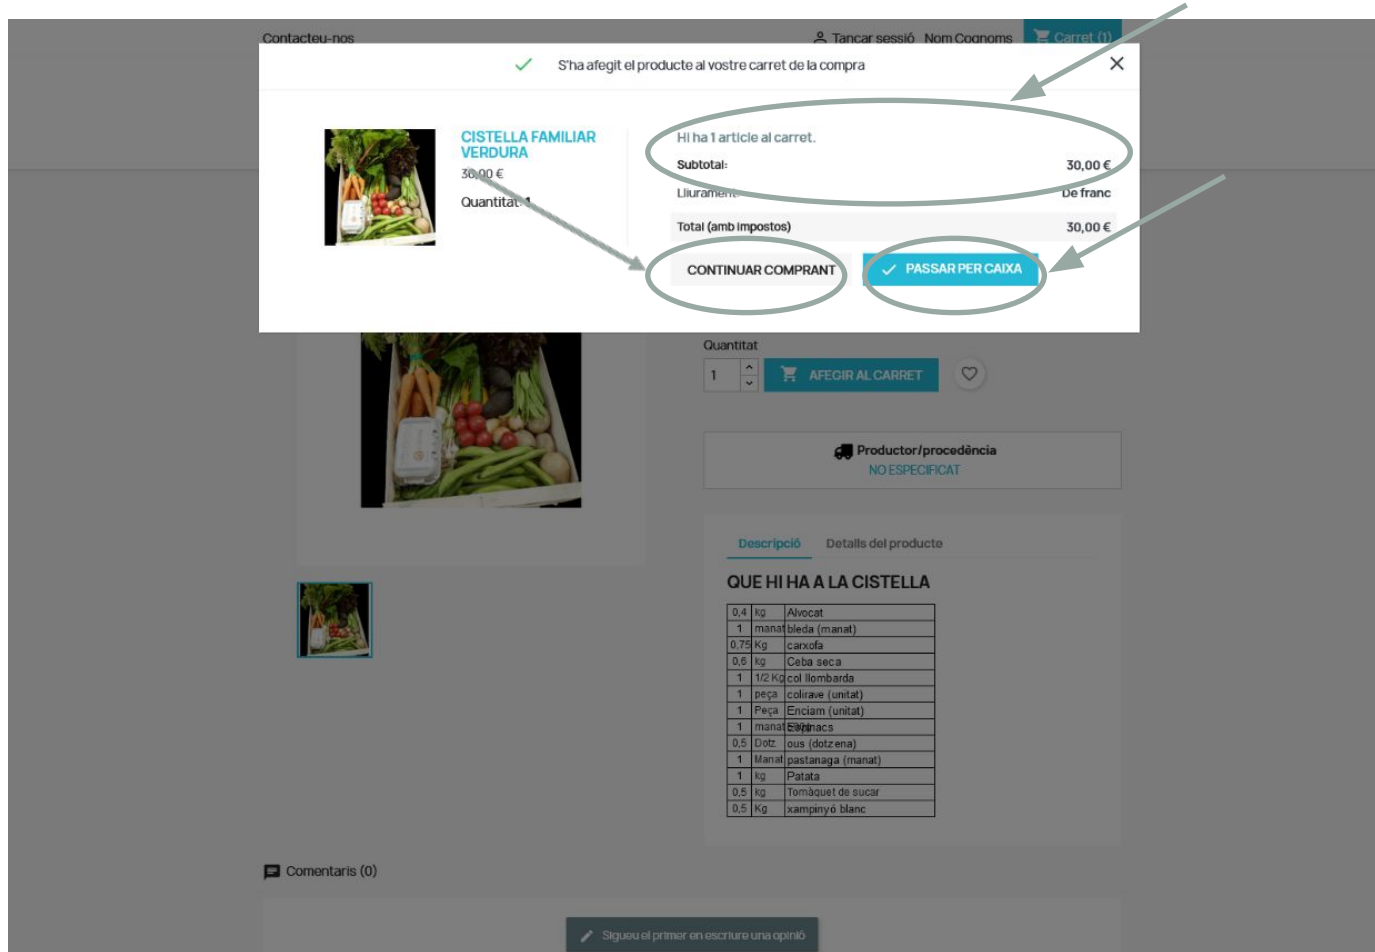 Contacteu-nos
Tancar sessió Nom Cognoms Carret (1)
S'ha afegit el producte al vostre carret de la compra
CISTELLA FAMILIAR
VERDURA
30,00 €
Quantitat: 1
Hi ha 1 article al carret.
Subtotal: 30,00 €
Lliurament: De franc
Total (amb impostos) 30,00 €
CONTINUAR COMPRANT
PASSAR PER CAIXA
Quantitat
1
AFEGIR AL CARRET
Productor/procedència
NO ESPECIFICAT
Descripció Detalls del producte
QUE HI HA A LA CISTELLA
0,4 kg Alvocat
1 manat bleda (manat)
0,75 Kg carxofa
0,6 kg Ceba seca
1 1/2 Kg col llombarda
1 peça colirave (unitat)
1 Peça Enciam (unitat)
1 manat
0,5 Dotz ous (dotzena)
1 Manat pastanaga (manat)
1 kg Patata
0,5 kg Tomàquet de sucar
0,5 Kg xampinyó blanc
Comentaris (0)
Sigueu el primer en escriure una opinió